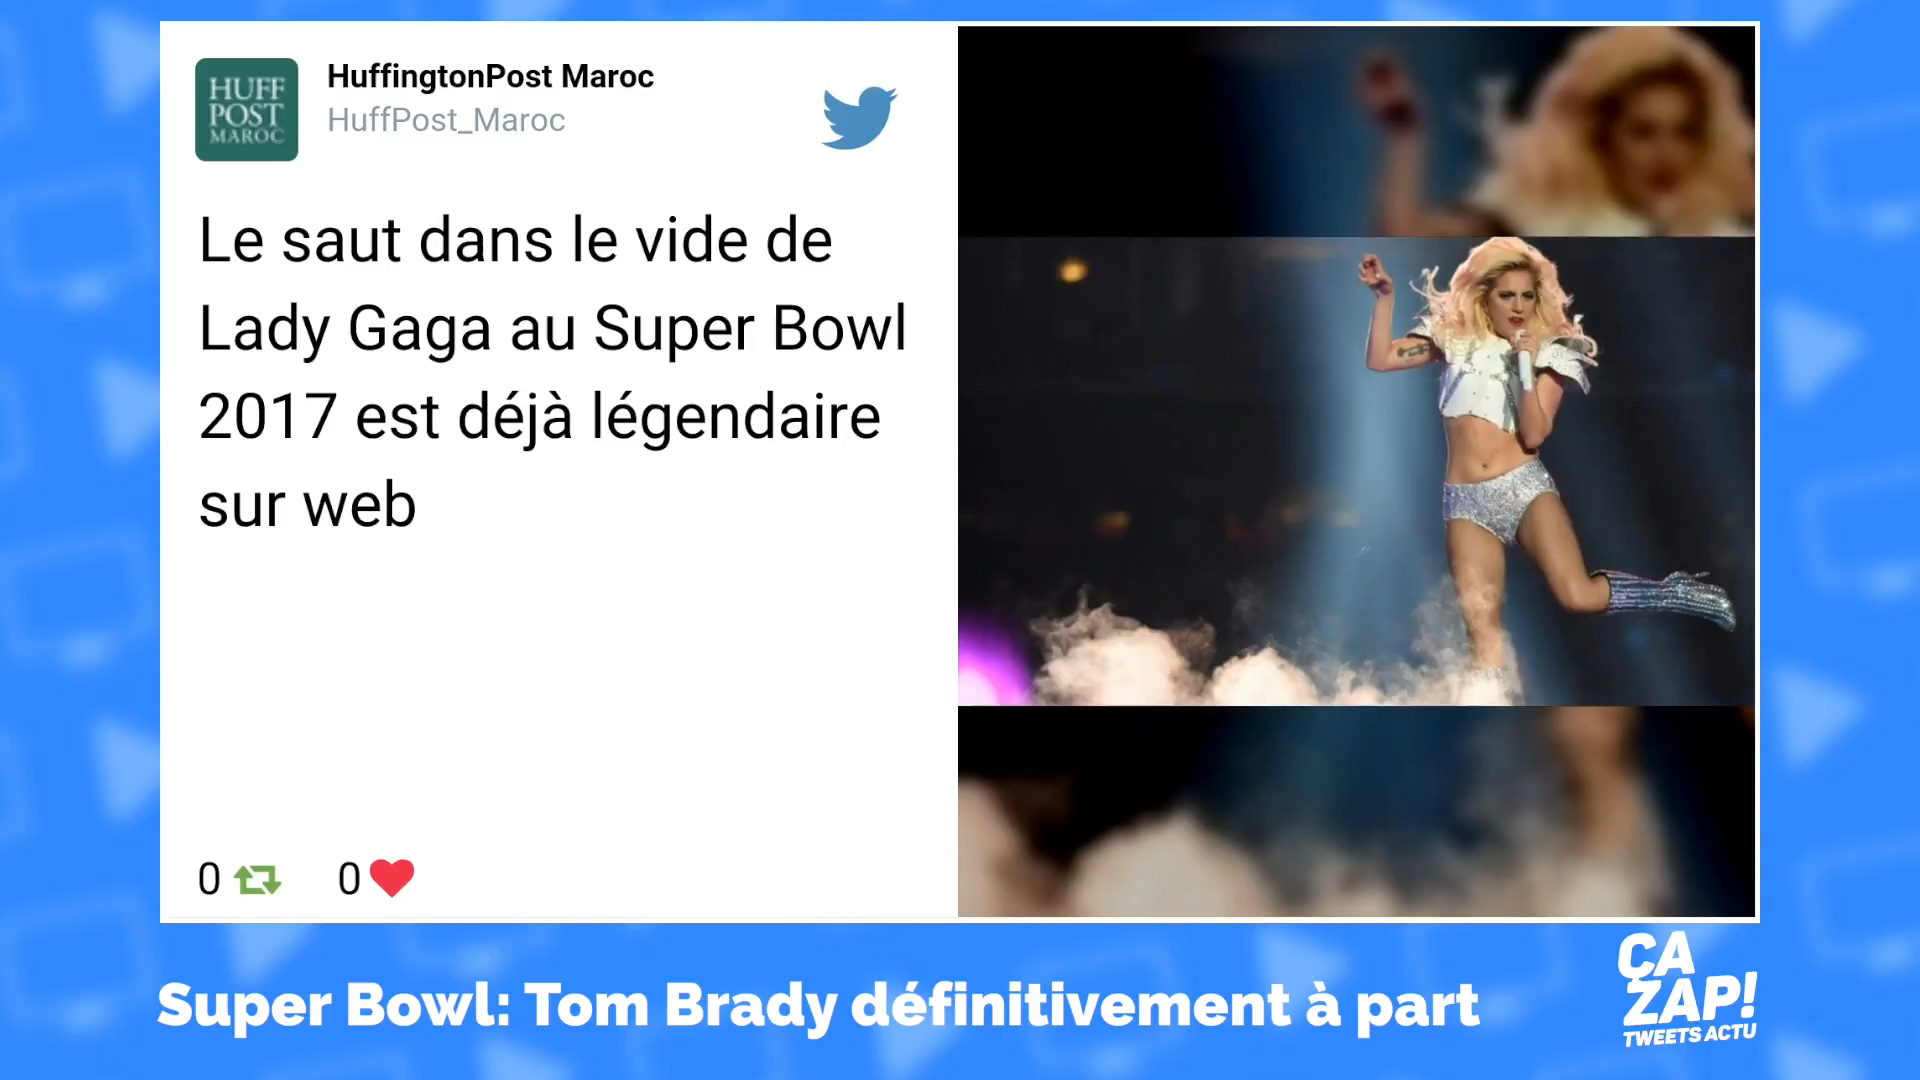 HUFF
POST
MAROC
HuffingtonPost Maroc
HuffPost_Maroc
Le saut dans le vide de
Lady Gaga au Super Bowl
2017 est déjà légendaire
sur web
0
0
Super Bowl: Tom Brady définitivement à part
ÇA
ZAP!
TWEETS ACTU